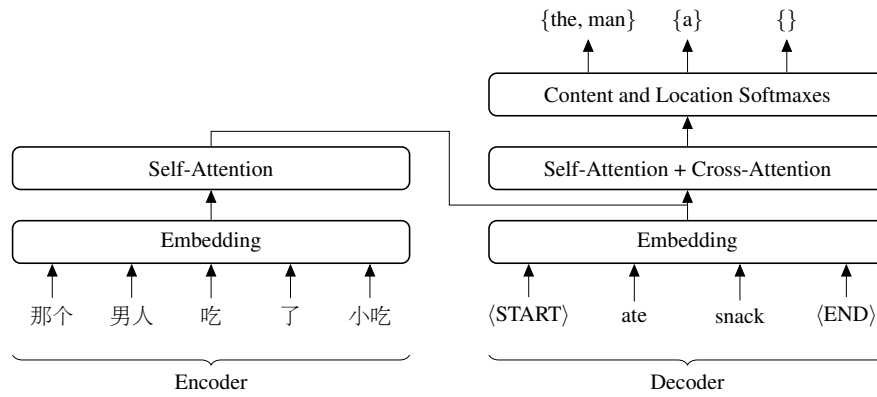 {the, man} {a} {}
Content and Location Softmaxes
Self-Attention
Self-Attention + Cross-Attention
Embedding
Embedding
那个 男人 吃 了 小吃
⟨START⟩ ate snack ⟨END⟩
Encoder
Decoder